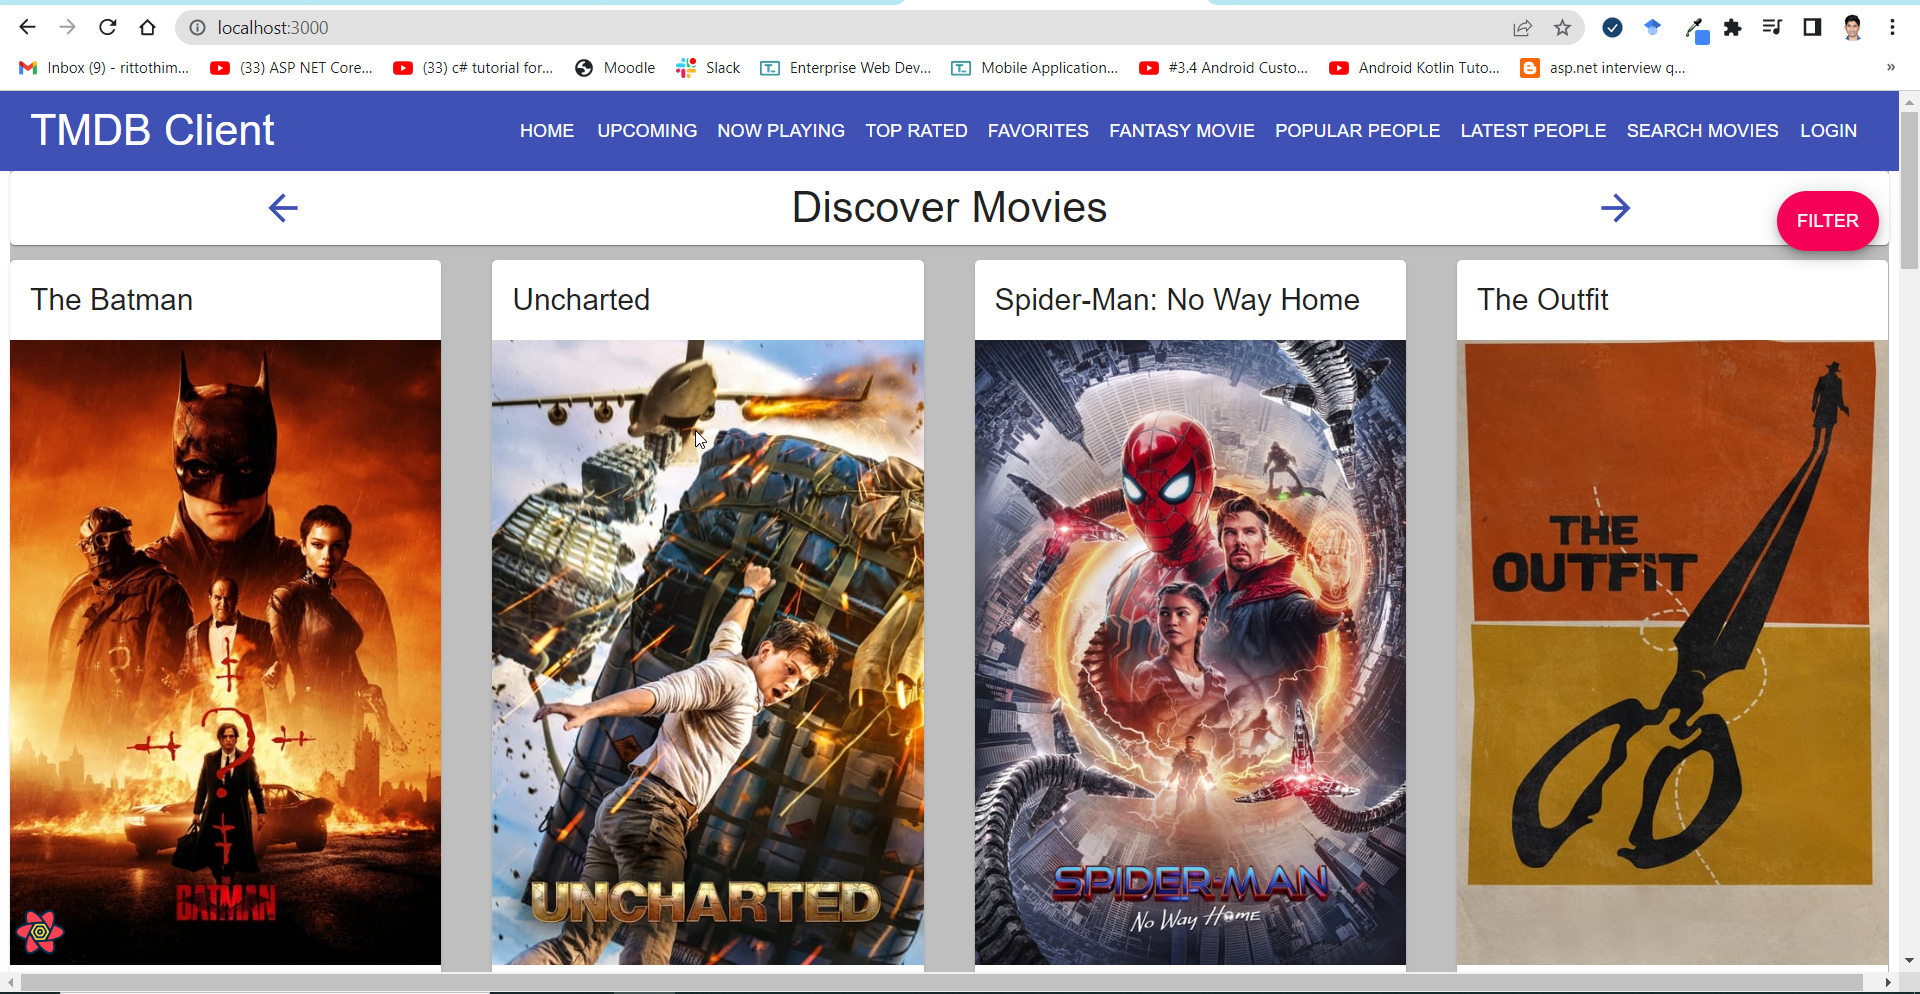 localhost:3000
Inbox (9) - rittothim... (33) ASP NET Core... (33) c# tutorial for... Moodle Slack Enterprise Web Dev... Mobile Application... #3.4 Android Custo... Android Kotlin Tuto... asp.net interview q... »
TMDB Client HOME UPCOMING NOW PLAYING TOP RATED FAVORITES FANTASY MOVIE POPULAR PEOPLE LATEST PEOPLE SEARCH MOVIES LOGIN
Discover Movies
FILTER
The Batman
Uncharted
Spider-Man: No Way Home
The Outfit
BATMAN
UNCHARTED
SPIDER-MAN
No Way Home
THE
OUTFIT